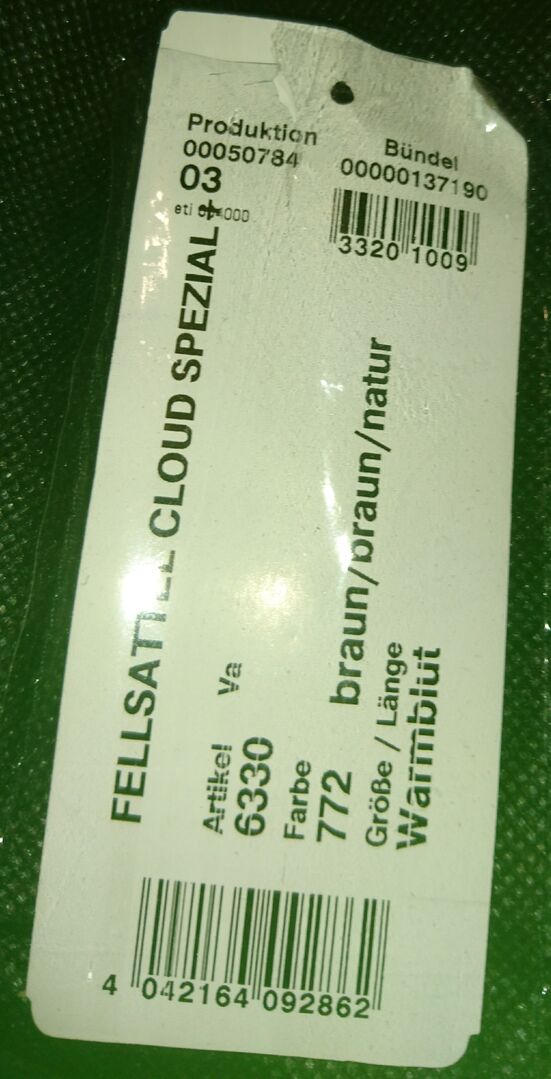 Produktion
00050784
03
Bündel
00000137190
3320 1009
FELLSATTEL CLOUD SPEZIAL +
Artikel Va
6330
Farbe
772 braun/braun/natur
Größe / Länge
Warmblut
4 042164 092862